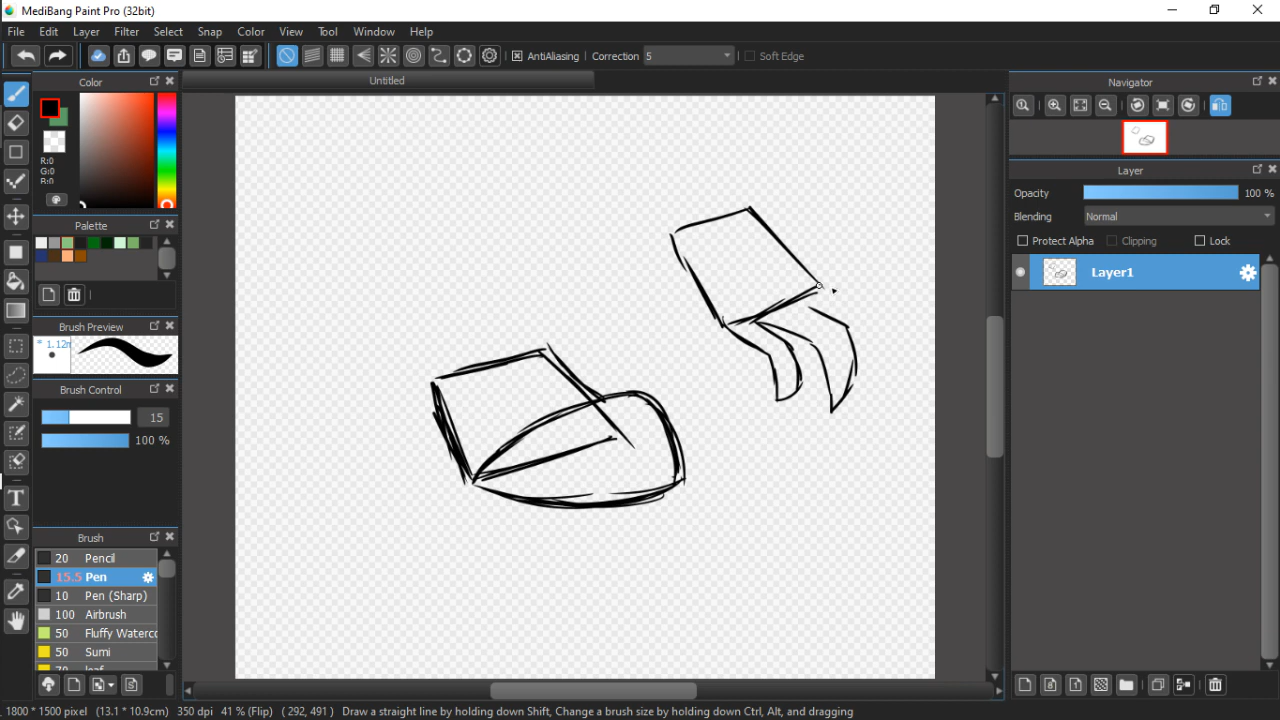 MediBang Paint Pro (32bit)
File Edit Layer Filter Select Snap Color View Tool Window Help
AntiAliasing Correction 5 Soft Edge
Color
Untitled
Navigator
R:0
G:0
B:0
Layer
Opacity 100 %
Blending Normal
Protect Alpha Clipping Lock
Palette
Layer1
Brush Preview
* 1.12m
Brush Control
15
100 %
T
Brush
20 Pencil
15.5 Pen
10 Pen (Sharp)
100 Airbrush
50 Fluffy Waterco
50 Sumi
70 leaf
1800 * 1500 pixel (13.1 * 10.9cm) 350 dpi 41 % (Flip) ( 292, 491 ) Draw a straight line by holding down Shift, Change a brush size by holding down Ctrl, Alt, and dragging